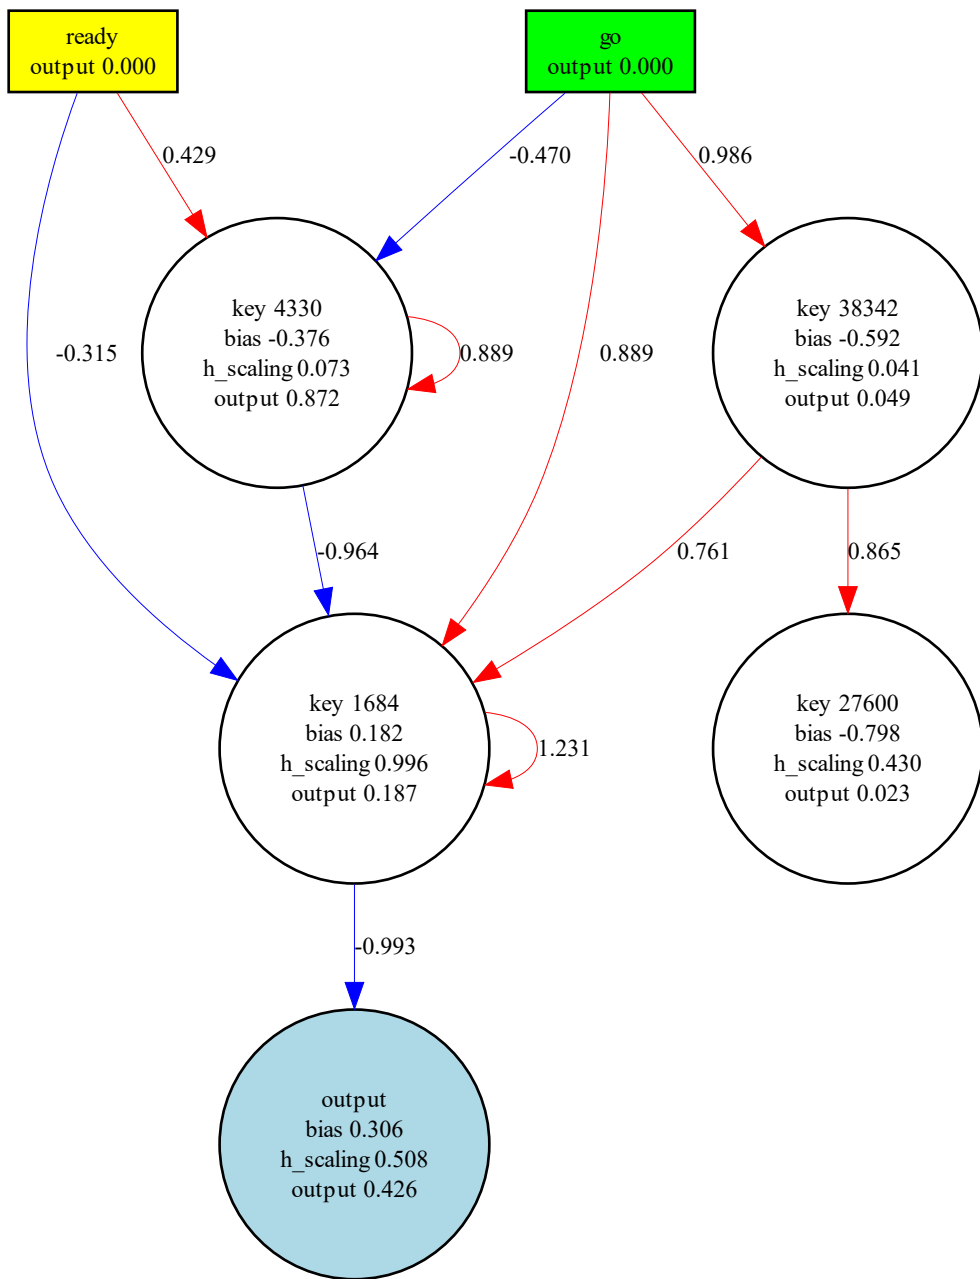 ready
output 0.000
go
output 0.000
0.429
-0.470
0.986
key 4330
bias -0.376
h_scaling 0.073
output 0.872
key 38342
bias -0.592
h_scaling 0.041
output 0.049
-0.315
0.889
0.889
-0.964
0.761
0.865
key 1684
bias 0.182
h_scaling 0.996
output 0.187
key 27600
bias -0.798
h_scaling 0.430
output 0.023
1.231
-0.993
output
bias 0.306
h_scaling 0.508
output 0.426